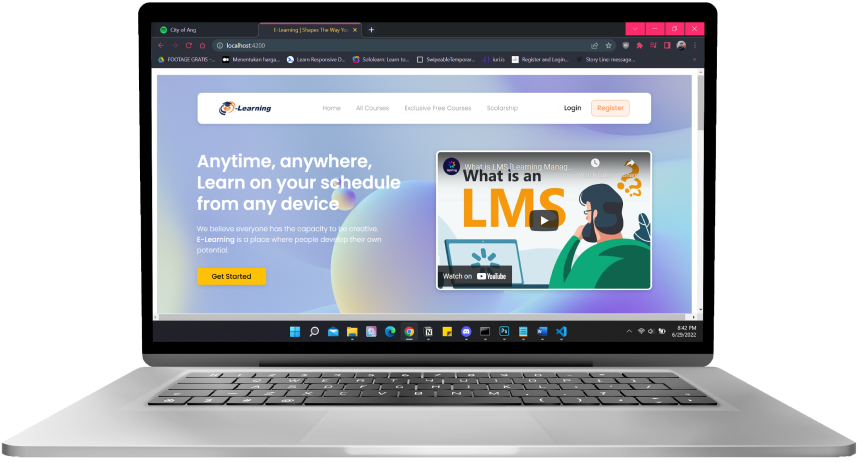 City of Ang
E-Learning | Shapes The Way You
localhost:4200
FOOTAGE GRATIS -...
Menentukan harga...
Learn Responsive D...
Sololearn: Learn to...
SwipeableTemporar...
Register and Login...
Story Line: message...
E-Learning
Home
All Courses
Exclusive Free Courses
Scolarship
Login
Register
Anytime, anywhere,
Learn on your schedule
from any device
We believe everyone has the capacity to be creative.
E-Learning is a place where people develop their own
potential.
Get Started
What is LMS (Learning Manag...
What is an
LMS
Watch on YouTube
8:42 PM
6/29/2022